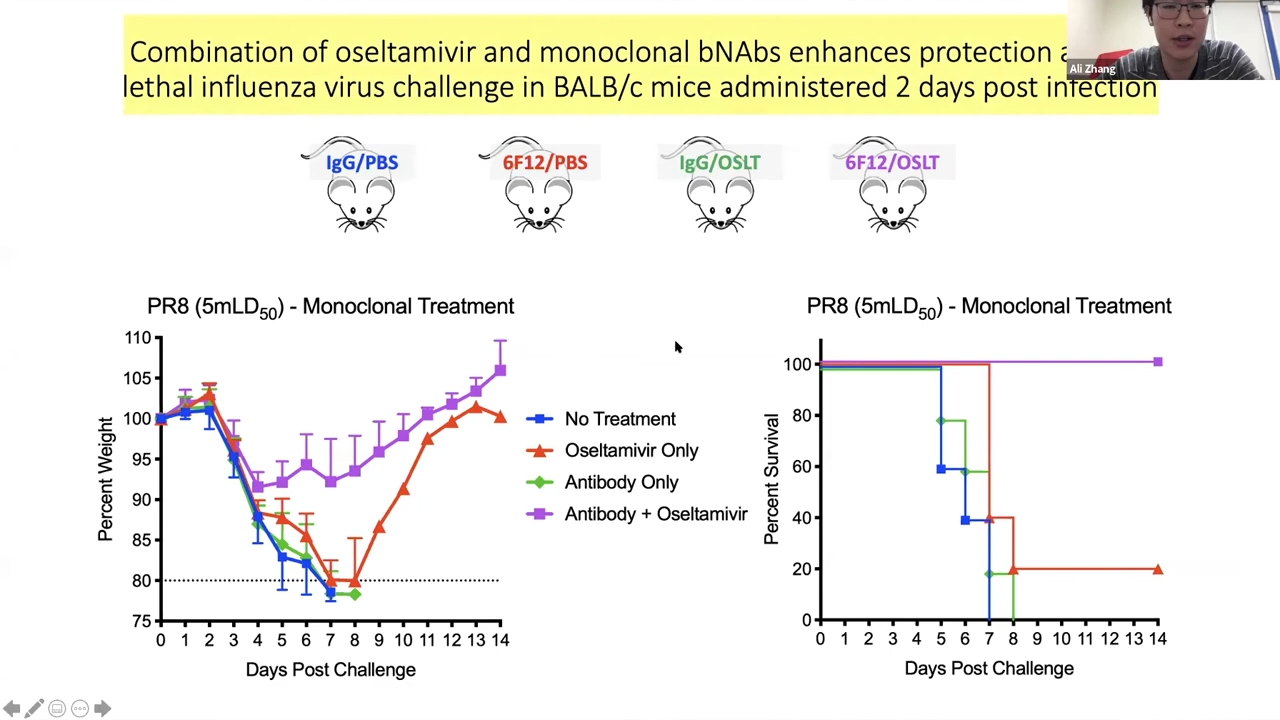 Combination of oseltamivir and monoclonal bNAbs enhances protection
lethal influenza virus challenge in BALB/c mice administered 2 days post infection
Ali Zhang
IgG/PBS
6F12/PBS
IgG/OSLT
6F12/OSLT
PR8 (5mLD50) - Monoclonal Treatment
Percent Weight
110
105
100
95
90
85
80
75
0 1 2 3 4 5 6 7 8 9 10 11 12 13 14
Days Post Challenge
No Treatment
Oseltamivir Only
Antibody Only
Antibody + Oseltamivir
PR8 (5mLD50) - Monoclonal Treatment
Percent Survival
100
80
60
40
20
0
0 1 2 3 4 5 6 7 8 9 10 11 12 13 14
Days Post Challenge